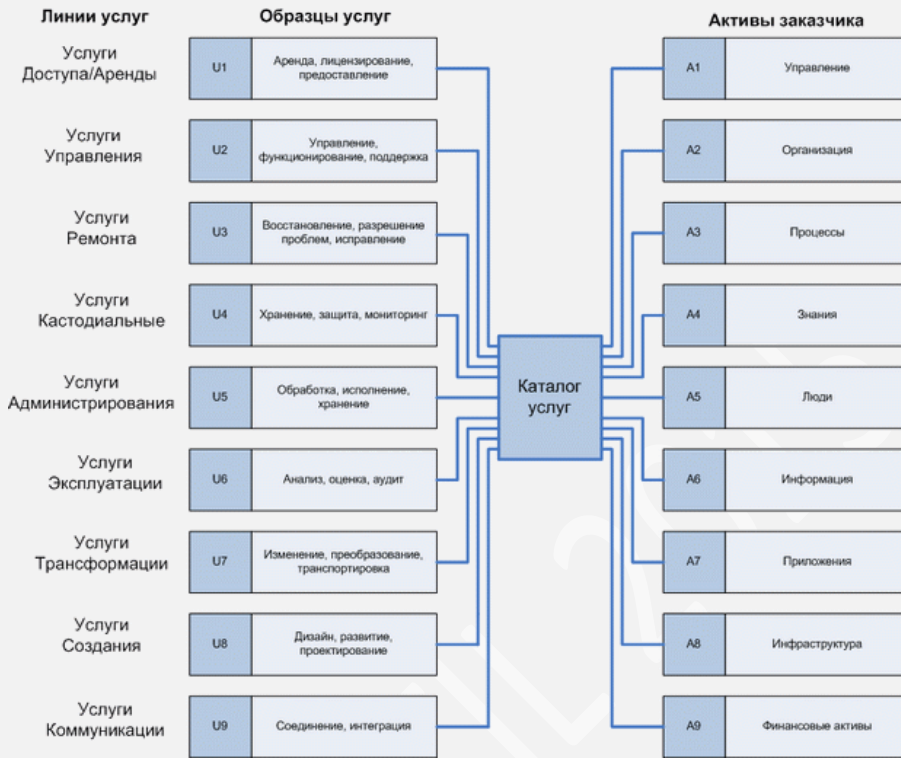 Линии услуг
Образцы услуг
Активы заказчика
Услуги
Доступа/Аренды
U1
Аренда, лицензирование,
предоставление
A1
Управление
Услуги
Управления
U2
Управление,
функционирование, поддержка
A2
Организация
Услуги
Ремонта
U3
Восстановление, разрешение
проблем, исправление
A3
Процессы
Услуги
Кастодиальные
U4
Хранение, защита, мониторинг
A4
Знания
Каталог
услуг
Услуги
Администрирования
U5
Обработка, исполнение,
хранение
A5
Люди
Услуги
Эксплуатации
U6
Анализ, оценка, аудит
A6
Информация
Услуги
Трансформации
U7
Изменение, преобразование,
транспортировка
A7
Приложения
Услуги
Создания
U8
Дизайн, развитие,
проектирование
A8
Инфраструктура
Услуги
Коммуникации
U9
Соединение, интеграция
A9
Финансовые активы